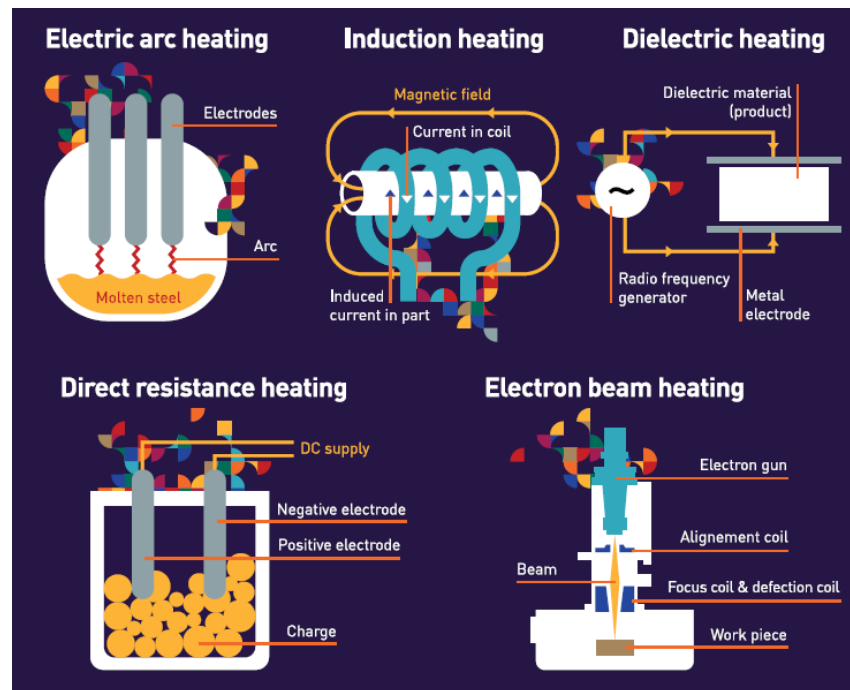 Electric arc heating
Electrodes
Arc
Molten steel
Induction heating
Magnetic field
Current in coil
Induced
current in part
Dielectric heating
Dielectric material
(product)
~
Radio frequency
generator
Metal
electrode
Direct resistance heating
DC supply
Negative electrode
Positive electrode
Charge
Electron beam heating
Electron gun
Alignement coil
Beam
Focus coil & defection coil
Work piece